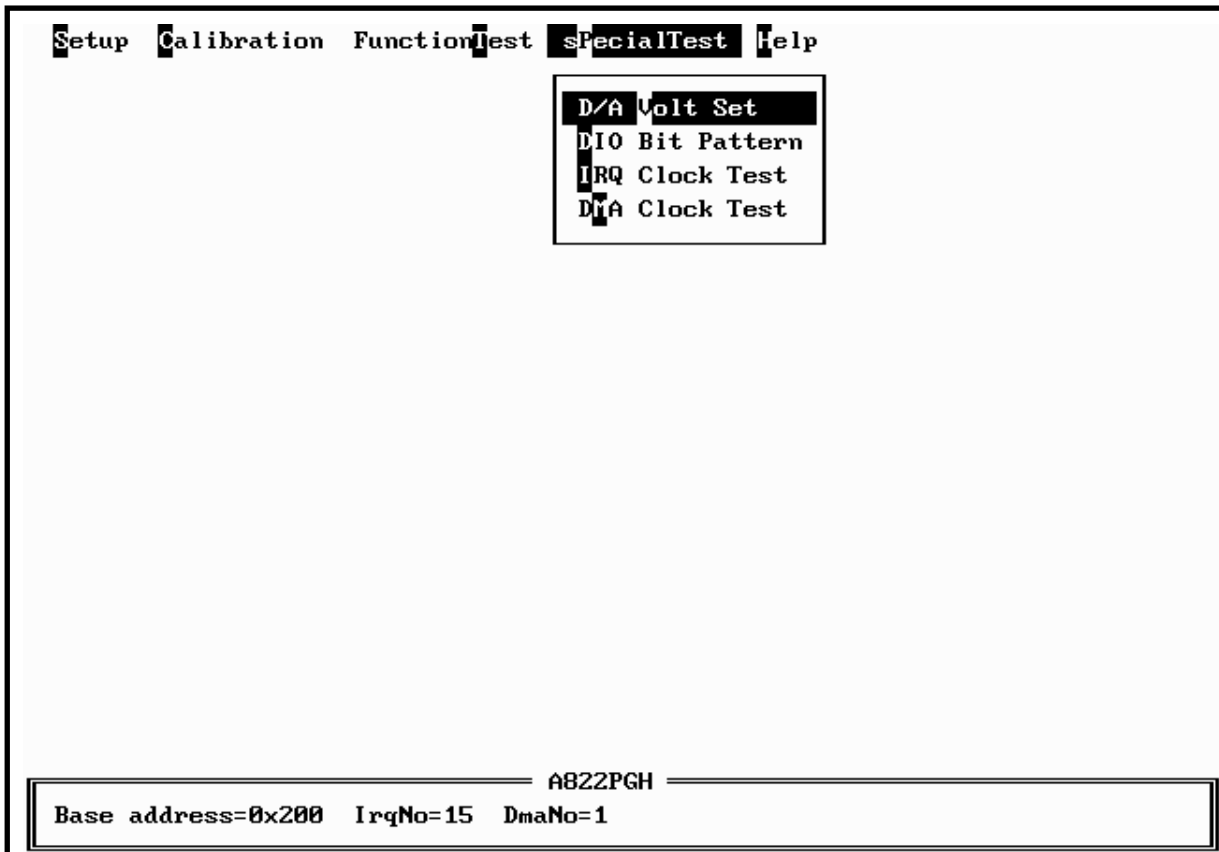 Setup Calibration FunctionTest sPecialTest Help
D/A Volt Set
DIO Bit Pattern
IRQ Clock Test
DMA Clock Test
A822PGH
Base address=0x200 IrqNo=15 DmaNo=1